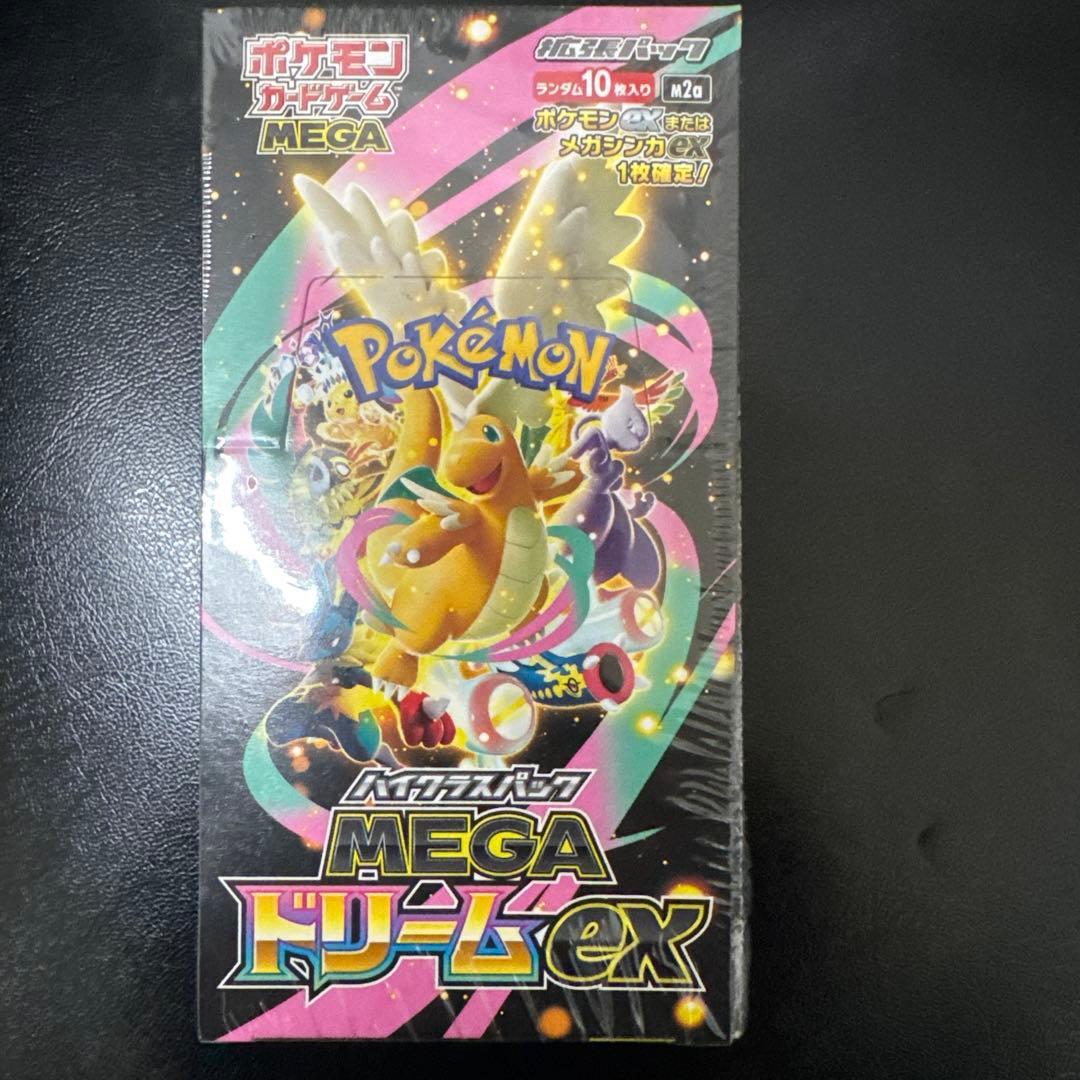 ポケモン
カードゲーム™
MEGA
拡張パック
ランダム10枚入り M2a
ポケモンexまたは
メガシンカex
1枚確定!
POKÉMON
ハイクラスパック
MEGA
ドリームex